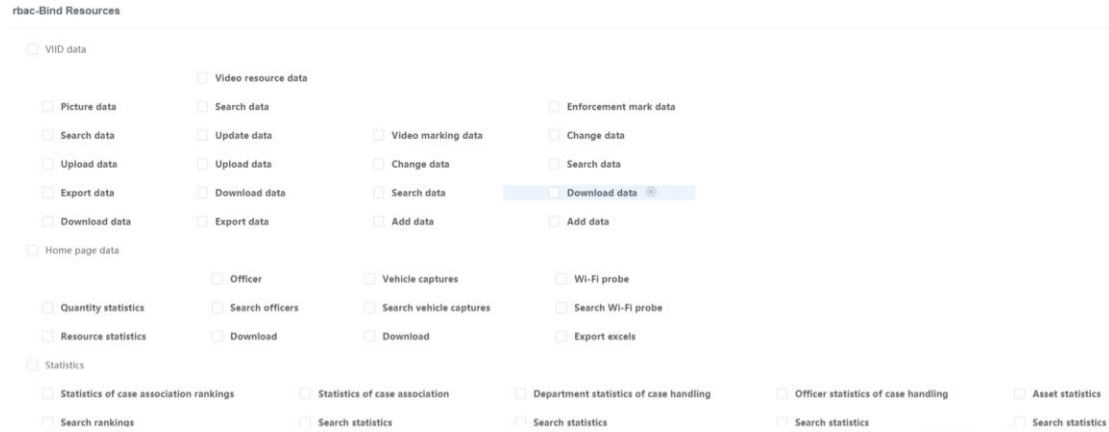 rbac-Bind Resources
VIID data
Video resource data
Picture data Search data Enforcement mark data
Search data Update data Video marking data Change data
Upload data Upload data Change data Search data
Export data Download data Search data Download data
Download data Export data Add data Add data
Home page data
Officer Vehicle captures Wi-Fi probe
Quantity statistics Search officers Search vehicle captures Search Wi-Fi probe
Resource statistics Download Download Export excels
Statistics
Statistics of case association rankings Statistics of case association Department statistics of case handling Officer statistics of case handling Asset statistics
Search rankings Search statistics Search statistics Search statistics Search statistics